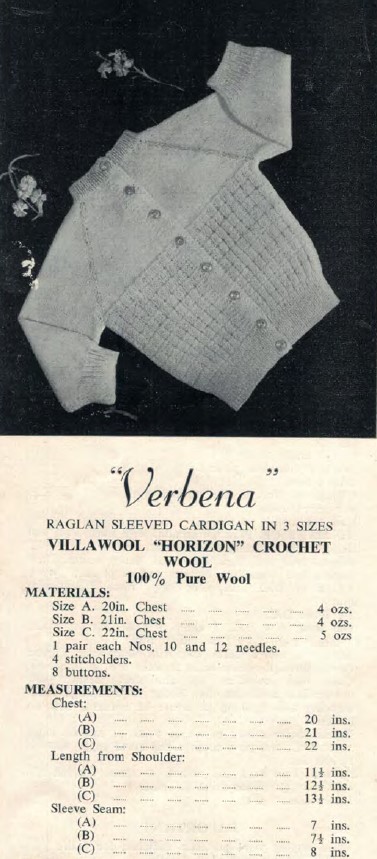 "Verbena"
RAGLAN SLEEVED CARDIGAN IN 3 SIZES
VILLAWOOL "HORIZON" CROCHET
WOOL
100% Pure Wool
MATERIALS:
Size A. 20in. Chest ...... ...... ...... ...... ...... 4 ozs.
Size B. 21in. Chest ...... ...... ...... ...... ...... 4 ozs.
Size C. 22in. Chest ...... ...... ...... ...... ...... 5 ozs
1 pair each Nos. 10 and 12 needles.
4 stitcholders.
8 buttons.
MEASUREMENTS:
Chest:
(A) ...... ...... ...... ...... ...... ...... ...... 20 ins.
(B) ...... ...... ...... ...... ...... ...... ...... 21 ins.
(C) ...... ...... ...... ...... ...... ...... ...... 22 ins.
Length from Shoulder:
(A) ...... ...... ...... ...... ...... ...... ...... 11½ ins.
(B) ...... ...... ...... ...... ...... ...... ...... 12½ ins.
(C) ...... ...... ...... ...... ...... ...... ...... 13½ ins.
Sleeve Seam:
(A) ...... ...... ...... ...... ...... ...... ...... 7 ins.
(B) ...... ...... ...... ...... ...... ...... ...... 7½ ins.
(C) ...... ...... ...... ...... ...... ...... ...... 8 ins.